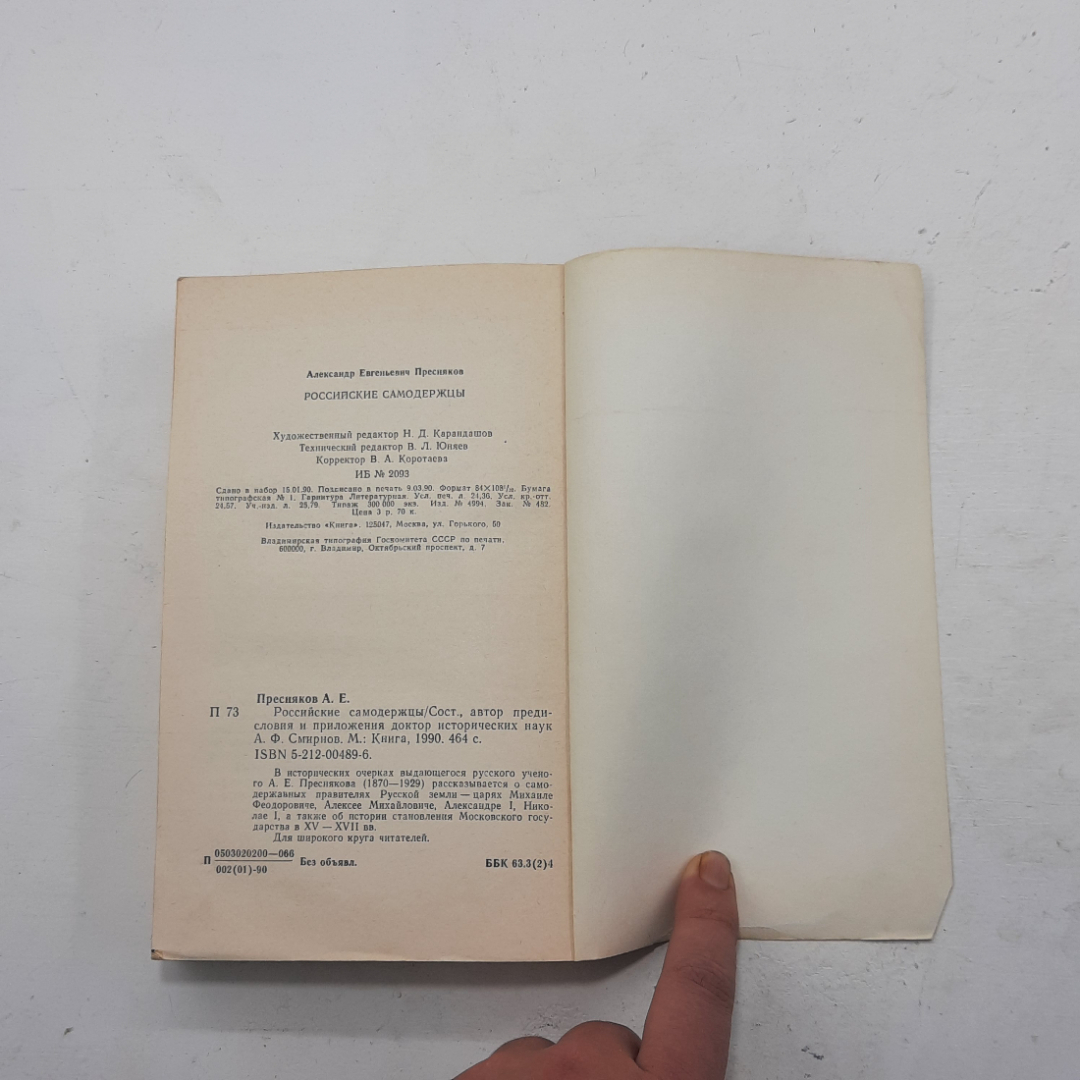 Александр Евгеньевич Пресняков
РОССИЙСКИЕ САМОДЕРЖЦЫ
Художественный редактор Н. Д. Карандашов
Технический редактор В. Л. Юняев
Корректор В. А. Коротаева
ИБ № 2093
Сдано в набор 15.01.90. Подписано в печать 9.03.90. Формат 84×108¹/₃₂. Бумага
типографская № 1. Гарнитура Литературная. Усл. печ. л. 24,36. Усл. кр.-отт.
24,67. Уч.-изд. л. 28,79. Тираж 300 000 экз. Изд. № 4994. Зак. № 482.
Цена 3 р. 70 к.
Издательство «Книга». 125047, Москва, ул. Горького, 50
Владимирская типография Госкомитета СССР по печати.
600000, г. Владимир, Октябрьский проспект, д. 7
Пресняков А. Е.
П 73 Российские самодержцы/Сост., автор преди-
словия и приложения доктор исторических наук
А. Ф. Смирнов. М.: Книга, 1990. 464 с.
ISBN 5-212-00489-6.
В исторических очерках выдающегося русского учено-
го А. Е. Преснякова (1870—1929) рассказывается о само-
державных правителях Русской земли — царях Михаиле
Феодоровиче, Алексее Михайловиче, Александре I, Нико-
лае I, а также об истории становления Московского госу-
дарства в XV — XVII вв.
Для широкого круга читателей.
П 0503020200—066
002(01)-90 Без объявл. ББК 63.3(2)4